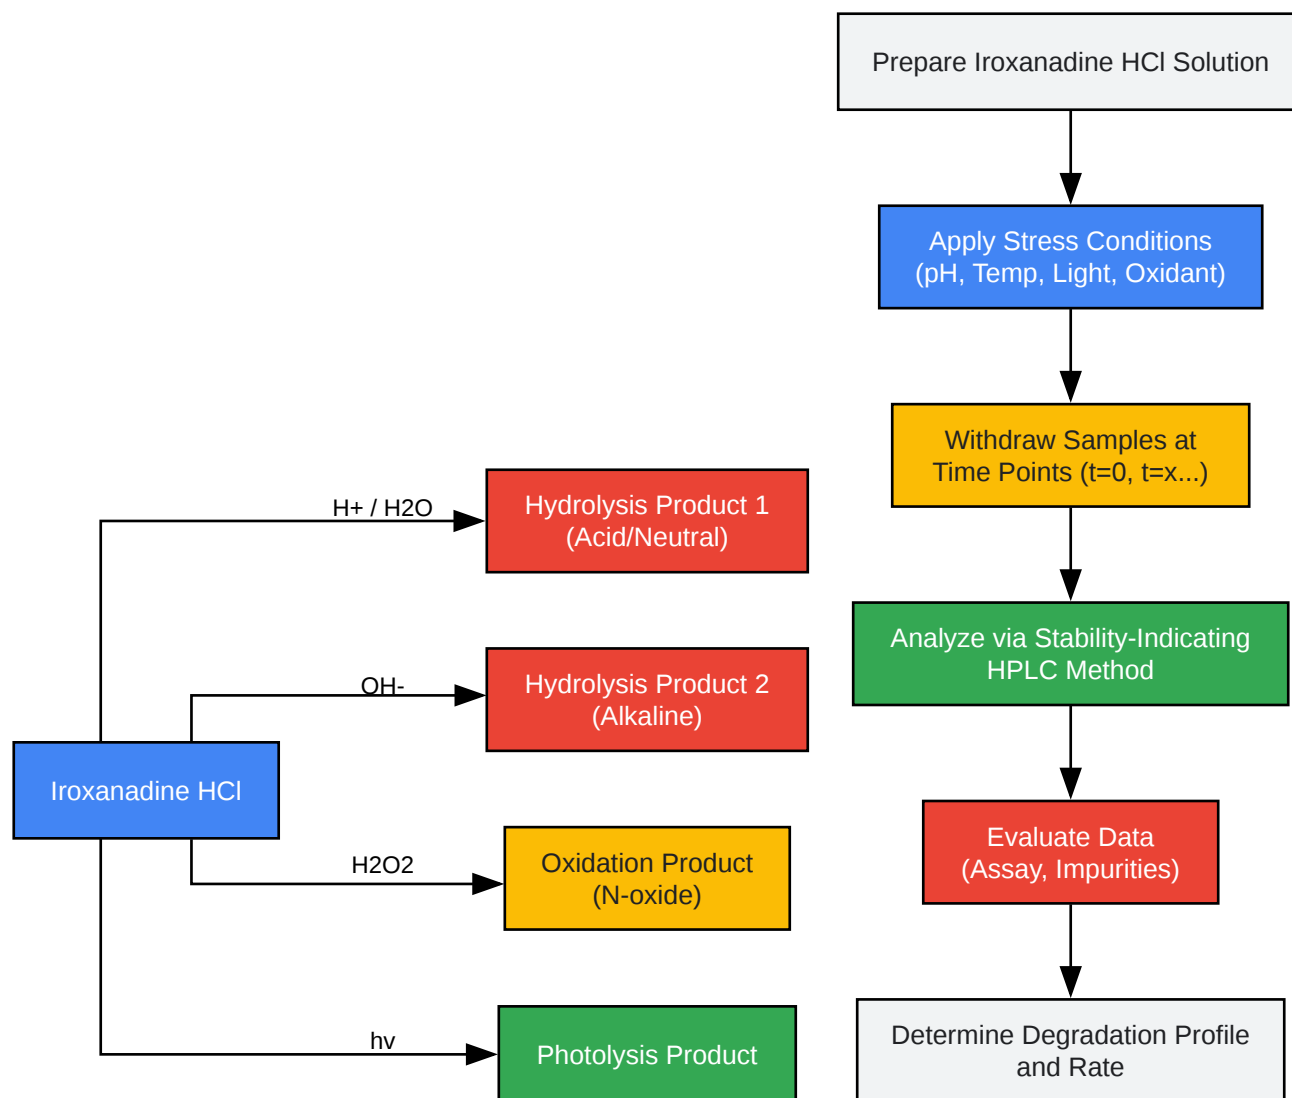 Prepare Iroxanadine HCl Solution
Apply Stress Conditions
(pH, Temp, Light, Oxidant)
Withdraw Samples at
Time Points (t=0, t=x...)
Analyze via Stability-Indicating
HPLC Method
Evaluate Data
(Assay, Impurities)
Determine Degradation Profile
and Rate
Iroxanadine HCl
H+ / H2O
Hydrolysis Product 1
(Acid/Neutral)
OH-
Hydrolysis Product 2
(Alkaline)
H2O2
Oxidation Product
(N-oxide)
hv
Photolysis Product